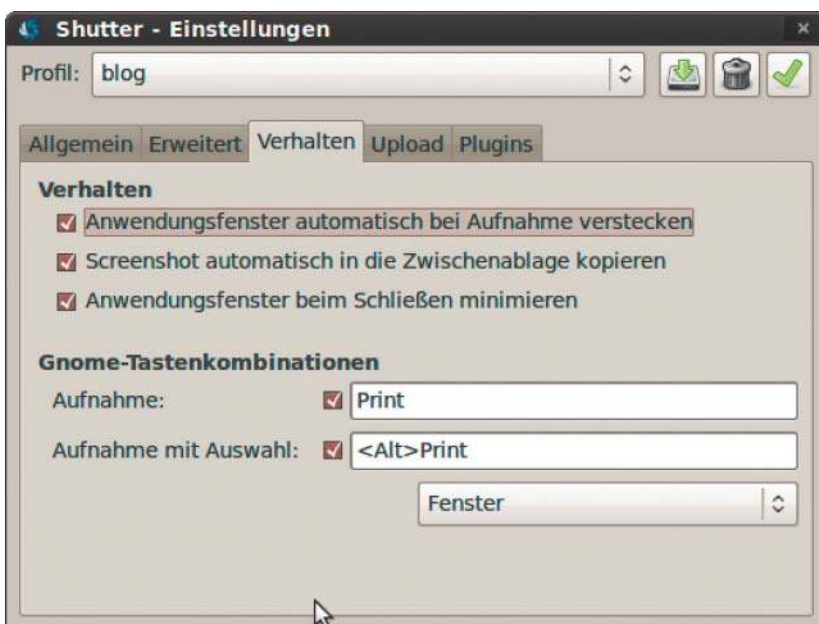 Shutter - Einstellungen
Profil: blog
Allgemein Erweitert Verhalten Upload Plugins
Verhalten
Anwendungsfenster automatisch bei Aufnahme verstecken
Screenshot automatisch in die Zwischenablage kopieren
Anwendungsfenster beim Schließen minimieren
Gnome-Tastenkombinationen
Aufnahme: Print
Aufnahme mit Auswahl: <Alt>Print
Fenster